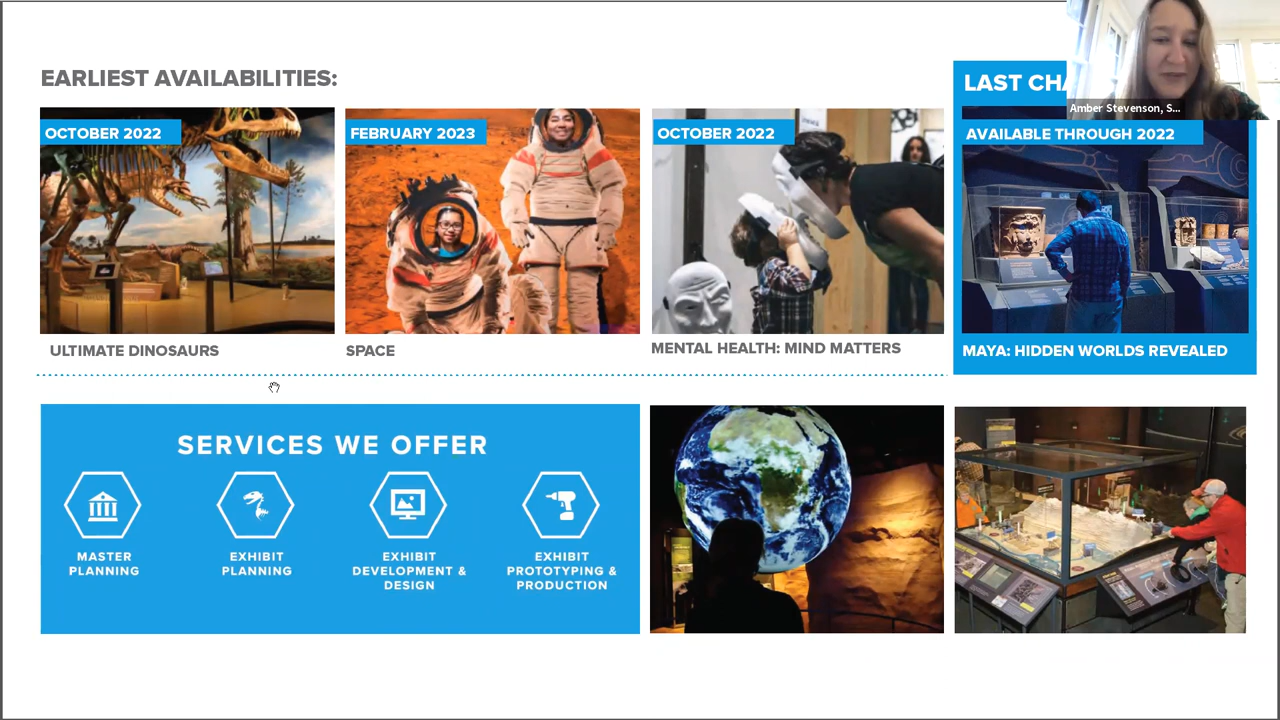 EARLIEST AVAILABILITIES:
OCTOBER 2022
FEBRUARY 2023
OCTOBER 2022
LAST CHA
Amber Stevenson, S...
AVAILABLE THROUGH 2022
ULTIMATE DINOSAURS
SPACE
MENTAL HEALTH: MIND MATTERS
MAYA: HIDDEN WORLDS REVEALED
SERVICES WE OFFER
MASTER
PLANNING
EXHIBIT
PLANNING
EXHIBIT
DEVELOPMENT &
DESIGN
EXHIBIT
PROTOTYPING &
PRODUCTION